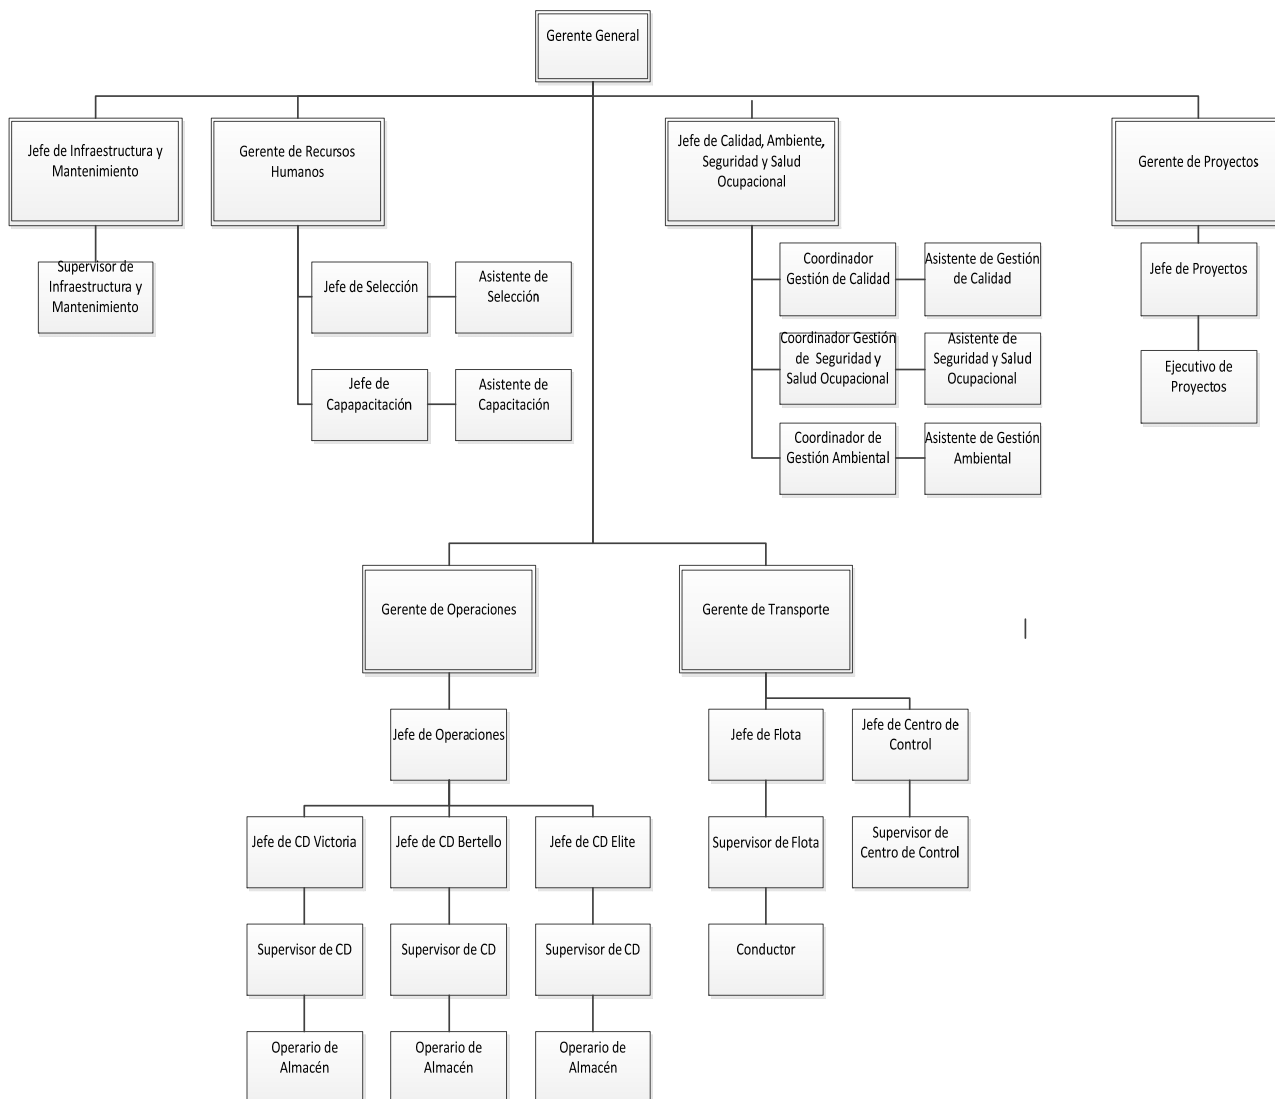 Gerente General
Jefe de Infraestructura y
Mantenimiento
Gerente de Recursos
Humanos
Jefe de Calidad, Ambiente,
Seguridad y Salud
Ocupacional
Gerente de Proyectos
Supervisor de
Infraestructura y
Mantenimiento
Jefe de Selección
Asistente de
Selección
Jefe de
Capapacitación
Asistente de
Capacitación
Coordinador
Gestión de Calidad
Asistente de Gestión
de Calidad
Coordinador Gestión
de Seguridad y
Salud Ocupacional
Asistente de
Seguridad y Salud
Ocupacional
Coordinador de
Gestión Ambiental
Asistente de Gestión
Ambiental
Jefe de Proyectos
Ejecutivo de
Proyectos
Gerente de Operaciones
Gerente de Transporte
Jefe de Operaciones
Jefe de Flota
Jefe de Centro de
Control
Jefe de CD Victoria
Jefe de CD Bertello
Jefe de CD Elite
Supervisor de Flota
Supervisor de
Centro de Control
Supervisor de CD
Supervisor de CD
Supervisor de CD
Conductor
Operario de
Almacén
Operario de
Almacén
Operario de
Almacén